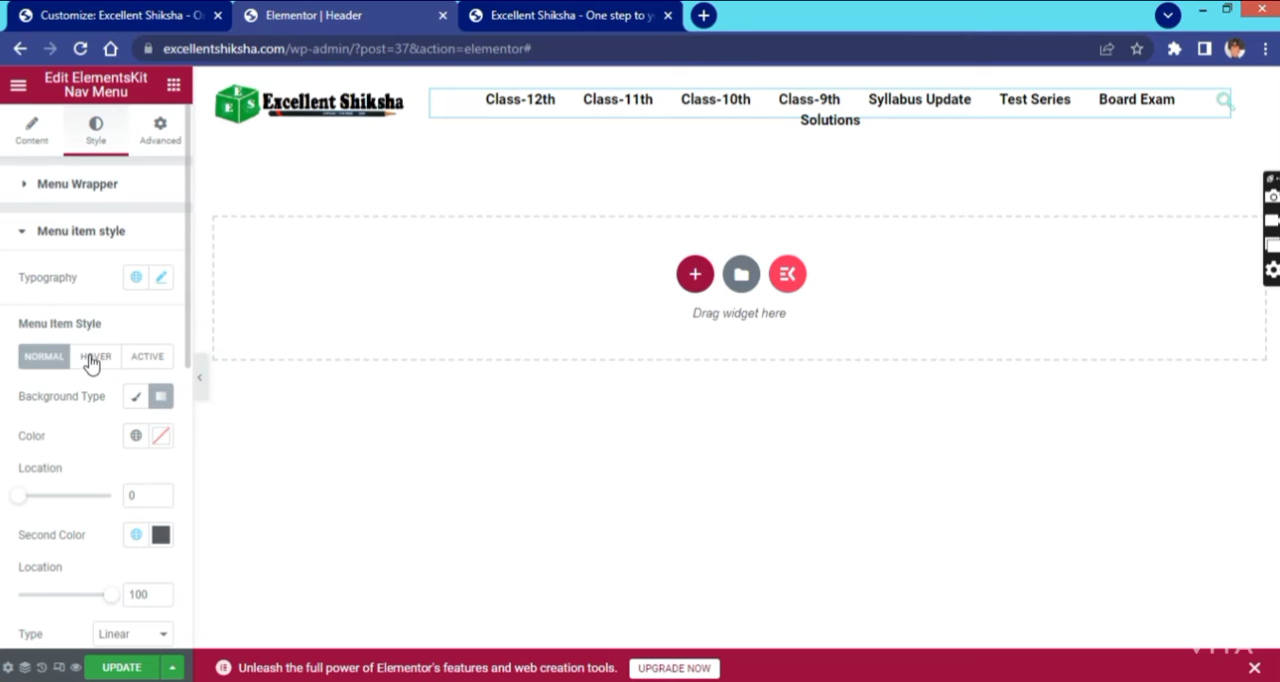 Customize: Excellent Shiksha - O
Elementor | Header
Excellent Shiksha - One step to y
excellentshiksha.com/wp-admin/?post=37&action=elementor#
Edit ElementsKit
Nav Menu
Content
Style
Advanced
Menu Wrapper
Menu item style
Typography
Menu Item Style
NORMAL
HOVER
ACTIVE
Background Type
Color
Location
0
Second Color
Location
100
Type
Linear
UPDATE
E
E S
Excellent Shiksha
Class-12th Class-11th Class-10th Class-9th Syllabus Update Test Series Board Exam
Solutions
Drag widget here
Unleash the full power of Elementor's features and web creation tools.
UPGRADE NOW